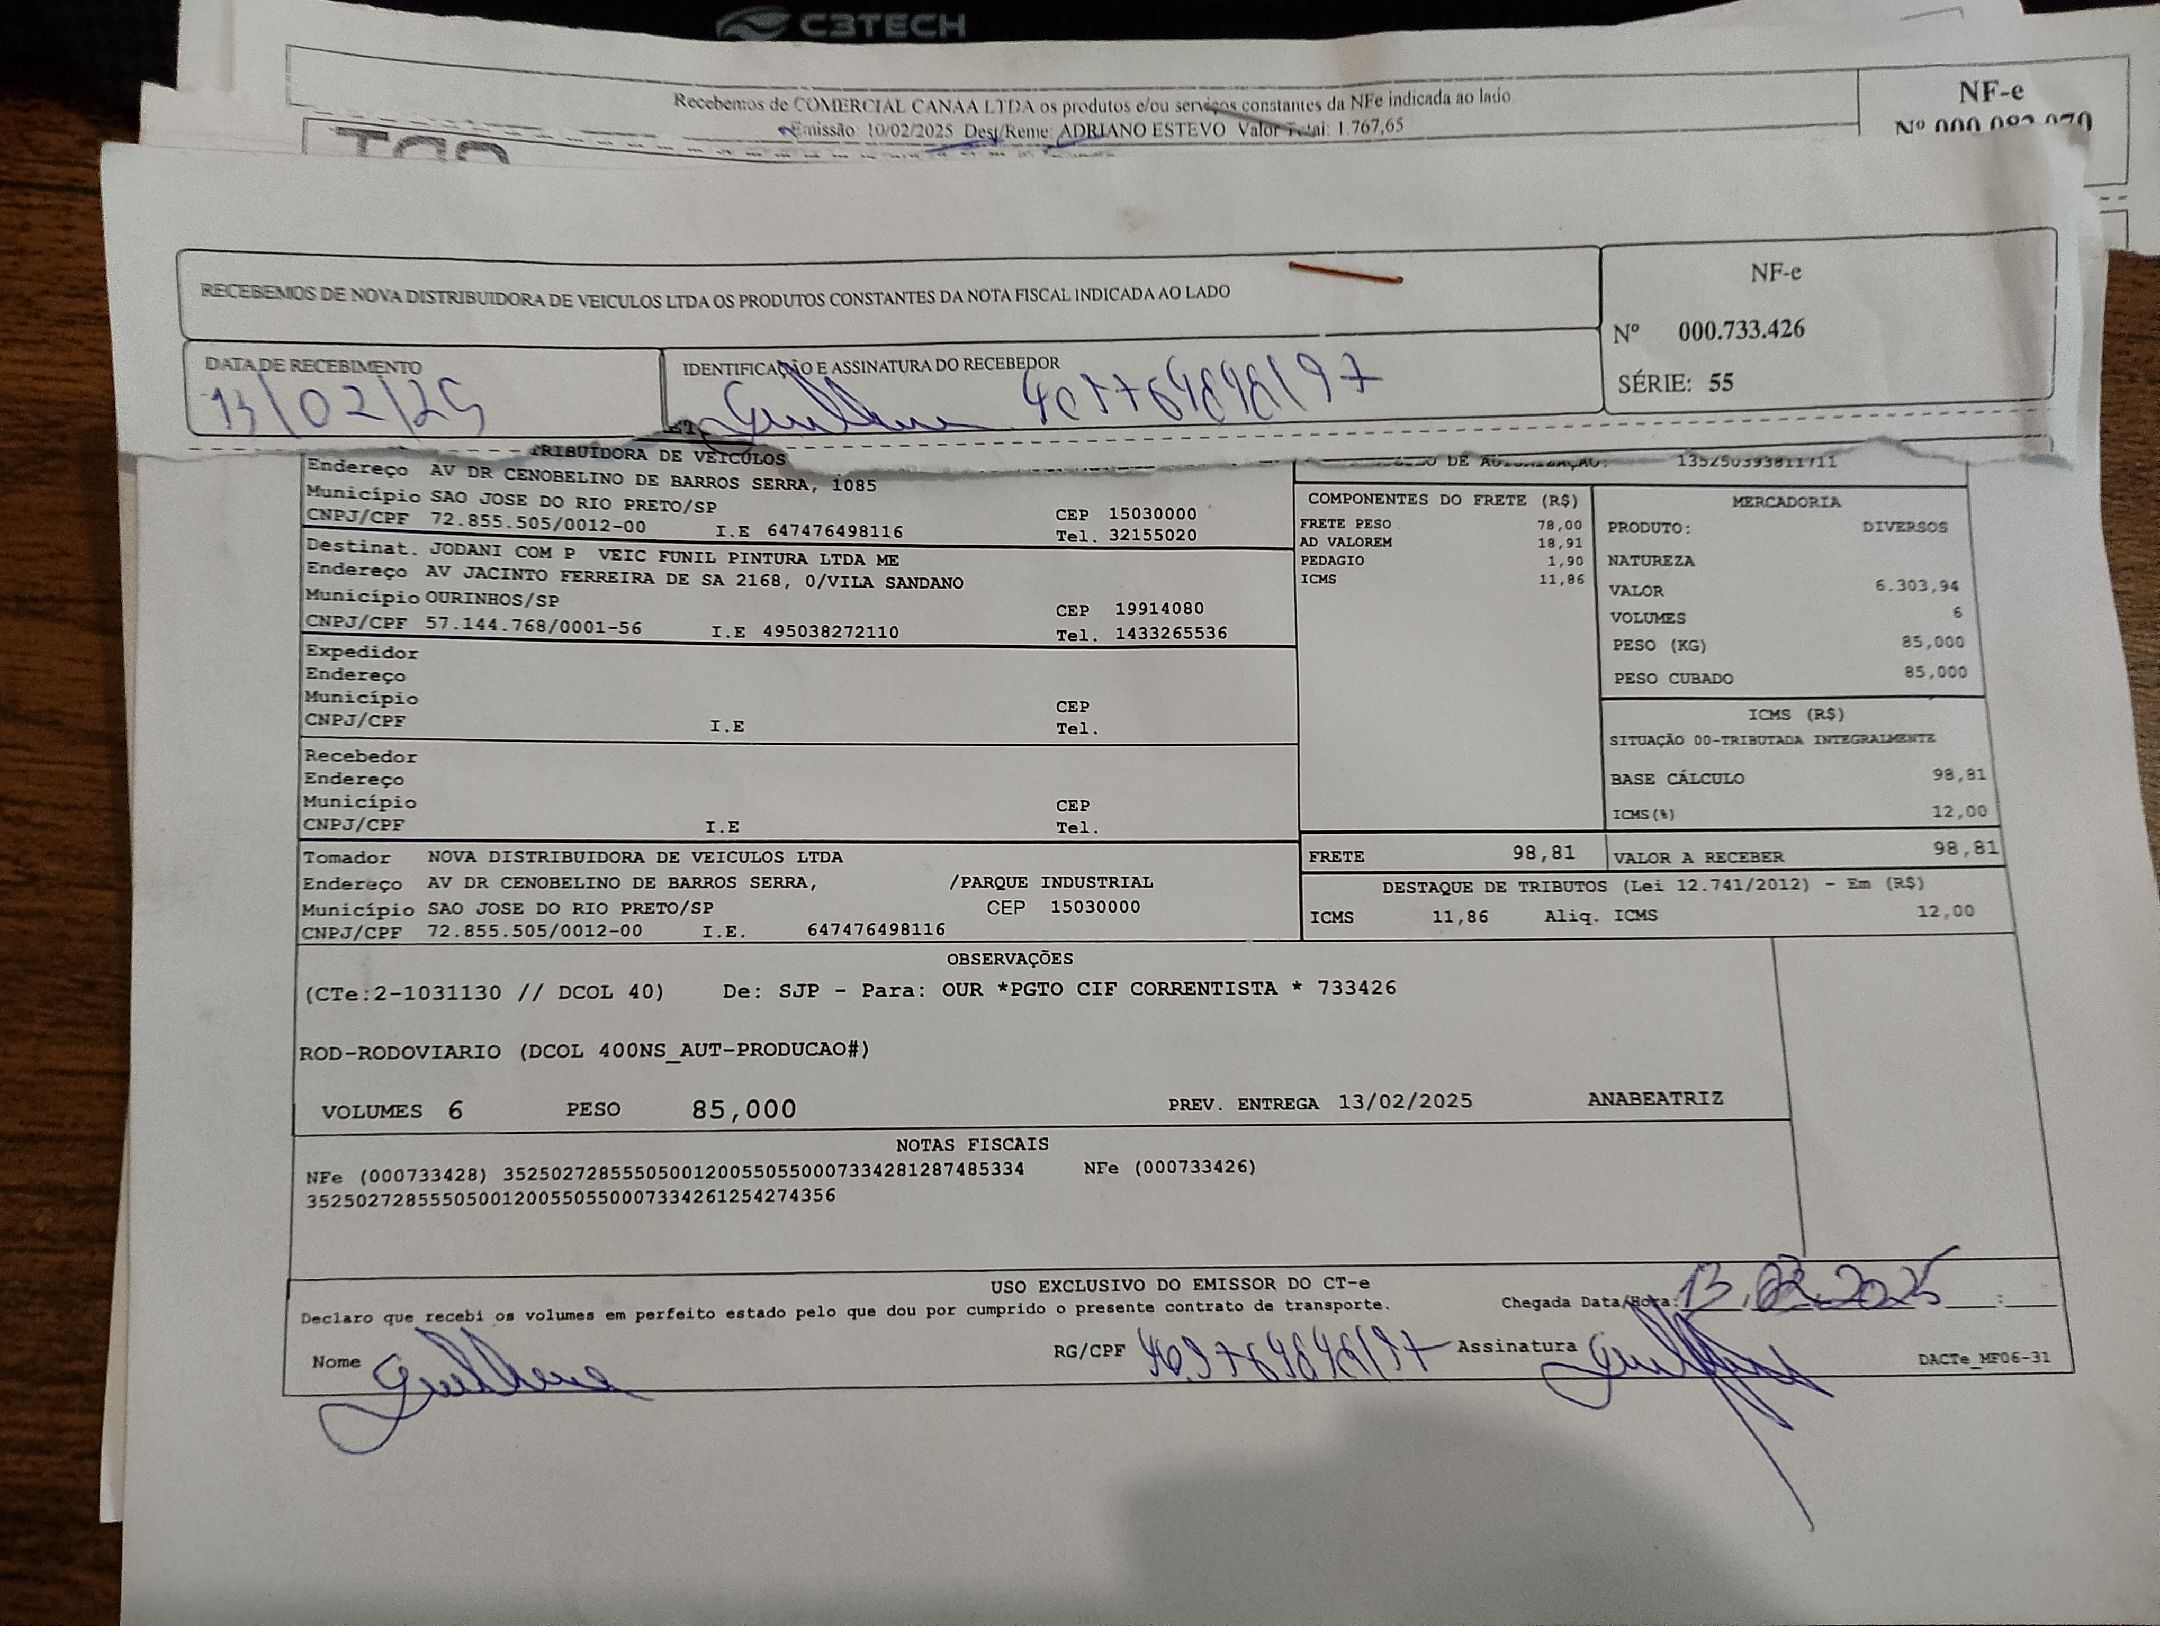 C3TECH
Recebemos de COMERCIAL CANAA LTDA os produtos e/ou serviços constantes da NFe indicada ao lado
Emissão: 10/02/2025 Dest/Reme: ADRIANO ESTEVO Valor Total: 1.767,65
NF-e
RECEBEMOS DE NOVA DISTRIBUIDORA DE VEICULOS LTDA OS PRODUTOS CONSTANTES DA NOTA FISCAL INDICADA AO LADO
NF-e
Nº 000.733.426
SÉRIE: 55
DATA DE RECEBIMENTO
13/02/25
IDENTIFICAÇÃO E ASSINATURA DO RECEBEDOR
Guilherme
TRIBUIDORA DE VEICULOS
Endereço AV DR CENOBELINO DE BARROS SERRA, 1085
Município SAO JOSE DO RIO PRETO/SP CEP 15030000
CNPJ/CPF 72.855.505/0012-00 I.E 647476498116 Tel. 32155020
Destinat. JODANI COM P VEIC FUNIL PINTURA LTDA ME
Endereço AV JACINTO FERREIRA DE SA 2168, 0/VILA SANDANO
Município OURINHOS/SP CEP 19914080
CNPJ/CPF 57.144.768/0001-56 I.E 495038272110 Tel. 1433265536
Expedidor
Endereço
Município CEP
CNPJ/CPF I.E Tel.
Recebedor
Endereço
Município CEP
CNPJ/CPF I.E Tel.
Tomador NOVA DISTRIBUIDORA DE VEICULOS LTDA
Endereço AV DR CENOBELINO DE BARROS SERRA, /PARQUE INDUSTRIAL
Município SAO JOSE DO RIO PRETO/SP CEP 15030000
CNPJ/CPF 72.855.505/0012-00 I.E. 647476498116
COMPONENTES DO FRETE (R$)
FRETE PESO 78,00
AD VALOREM 18,91
PEDAGIO 1,90
ICMS 11,86
MERCADORIA
PRODUTO: DIVERSOS
NATUREZA
VALOR 6.303,94
VOLUMES 6
PESO (KG) 85,000
PESO CUBADO 85,000
ICMS (R$)
SITUAÇÃO 00-TRIBUTADA INTEGRALMENTE
BASE CÁLCULO 98,81
ICMS(%) 12,00
FRETE 98,81 VALOR A RECEBER 98,81
DESTAQUE DE TRIBUTOS (Lei 12.741/2012) - Em (R$)
ICMS 11,86 Aliq. ICMS 12,00
OBSERVAÇÕES
(CTe:2-1031130 // DCOL 40) De: SJP - Para: OUR *PGTO CIF CORRENTISTA * 733426
ROD-RODOVIARIO (DCOL 400NS_AUT-PRODUCAO#)
VOLUMES 6 PESO 85,000 PREV. ENTREGA 13/02/2025 ANABEATRIZ
NOTAS FISCAIS
NFe (000733428) 35250272855505001200550550007334281287485334 NFe (000733426)
35250272855505001200550550007334261254274356
USO EXCLUSIVO DO EMISSOR DO CT-e
Declaro que recebi os volumes em perfeito estado pelo que dou por cumprido o presente contrato de transporte. Chegada Data/Hora: 13,02,2025 :
Nome Guilherme RG/CPF Assinatura
DACTe_MF06-31